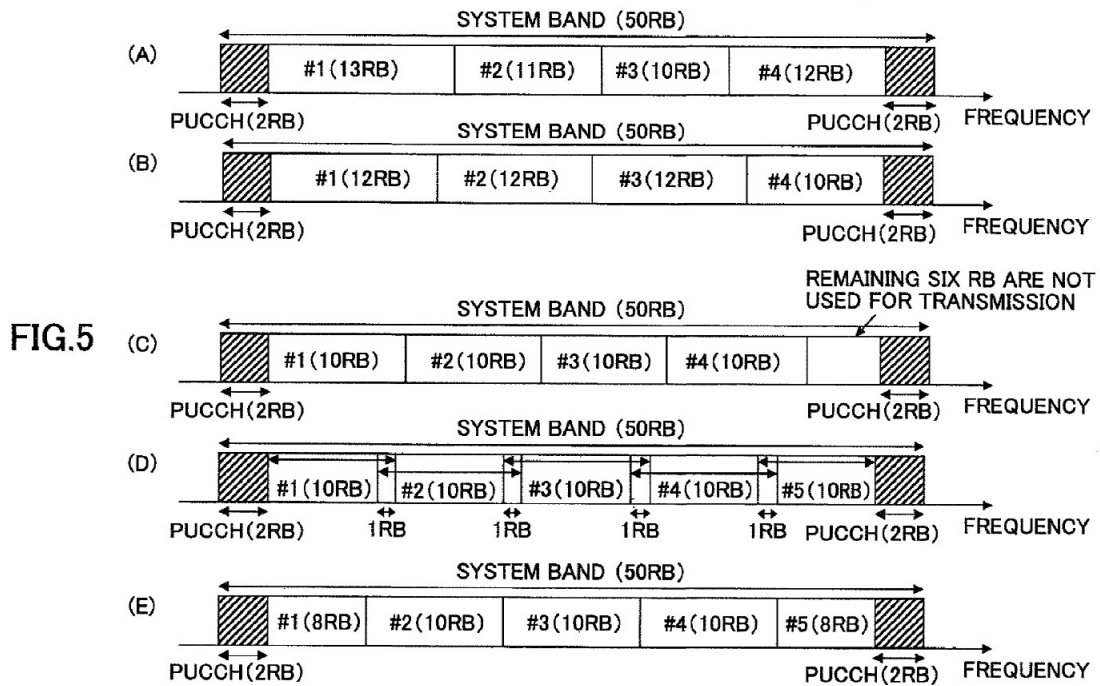 FIG.5
SYSTEM BAND (50RB)
(A)
#1(13RB) #2(11RB) #3(10RB) #4(12RB)
PUCCH(2RB) PUCCH(2RB) FREQUENCY
SYSTEM BAND (50RB)
(B)
#1(12RB) #2(12RB) #3(12RB) #4(10RB)
PUCCH(2RB) PUCCH(2RB) FREQUENCY
REMAINING SIX RB ARE NOT
USED FOR TRANSMISSION
SYSTEM BAND (50RB)
(C)
#1(10RB) #2(10RB) #3(10RB) #4(10RB)
PUCCH(2RB) PUCCH(2RB) FREQUENCY
SYSTEM BAND (50RB)
(D)
#1(10RB) #2(10RB) #3(10RB) #4(10RB) #5(10RB)
PUCCH(2RB) 1RB 1RB 1RB 1RB PUCCH(2RB) FREQUENCY
SYSTEM BAND (50RB)
(E)
#1(8RB) #2(10RB) #3(10RB) #4(10RB) #5(8RB)
PUCCH(2RB) PUCCH(2RB) FREQUENCY